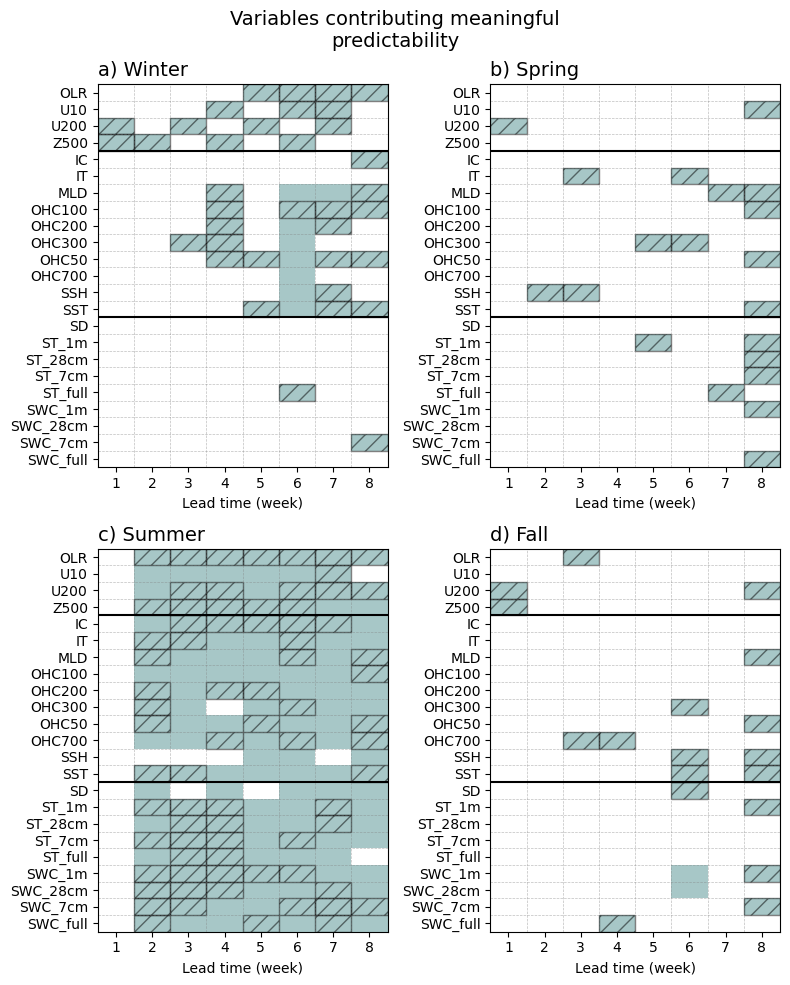 Variables contributing meaningful
predictability
a) Winter
OLR
U10
U200
Z500
IC
IT
MLD
OHC100
OHC200
OHC300
OHC50
OHC700
SSH
SST
SD
ST_1m
ST_28cm
ST_7cm
ST_full
SWC_1m
SWC_28cm
SWC_7cm
SWC_full
1 2 3 4 5 6 7 8
Lead time (week)
b) Spring
OLR
U10
U200
Z500
IC
IT
MLD
OHC100
OHC200
OHC300
OHC50
OHC700
SSH
SST
SD
ST_1m
ST_28cm
ST_7cm
ST_full
SWC_1m
SWC_28cm
SWC_7cm
SWC_full
1 2 3 4 5 6 7 8
Lead time (week)
c) Summer
OLR
U10
U200
Z500
IC
IT
MLD
OHC100
OHC200
OHC300
OHC50
OHC700
SSH
SST
SD
ST_1m
ST_28cm
ST_7cm
ST_full
SWC_1m
SWC_28cm
SWC_7cm
SWC_full
1 2 3 4 5 6 7 8
Lead time (week)
d) Fall
OLR
U10
U200
Z500
IC
IT
MLD
OHC100
OHC200
OHC300
OHC50
OHC700
SSH
SST
SD
ST_1m
ST_28cm
ST_7cm
ST_full
SWC_1m
SWC_28cm
SWC_7cm
SWC_full
1 2 3 4 5 6 7 8
Lead time (week)